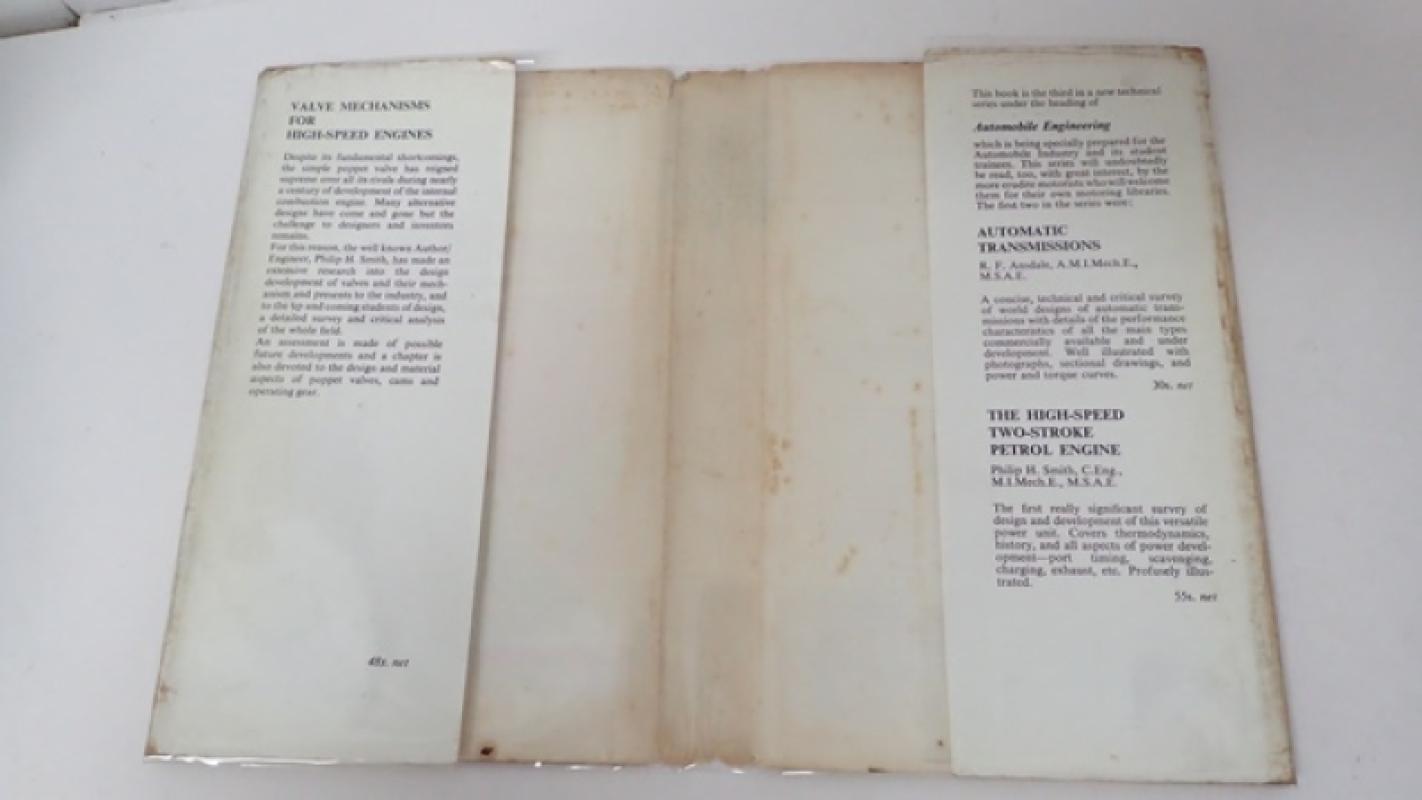 VALVE MECHANISMS
FOR
HIGH-SPEED ENGINES
Despite its fundamental shortcomings,
the simple poppet valve has reigned
supreme over all its rivals during nearly
a century of development of the internal
combustion engine. Many alternative
designs have come and gone but the
challenge to designers and inventors
remains.
For this reason, the well known Author/
Engineer, Philip H. Smith, has made an
extensive research into the design
development of valves and their mech-
anism and presents to the industry, and
to the up and coming students of design,
a detailed survey and critical analysis
of the whole field.
An assessment is made of possible
future developments and a chapter is
also devoted to the design and material
aspects of poppet valves, cams and
operating gear.
48s. net
This book is the third in a new technical
series under the heading of
Automobile Engineering
which is being specially prepared for the
Automobile Industry and its student
trainees. This series will undoubtedly
be read, too, with great interest, by the
more erudite motorists who will welcome
them for their own motoring libraries.
The first two in the series were:
AUTOMATIC
TRANSMISSIONS
R. F. Ansdale, A.M.I.Mech.E.,
M.S.A.E.
A concise, technical and critical survey
of world designs of automatic trans-
missions with details of the performance
characteristics of all the main types
commercially available and under
development. Well illustrated with
photographs, sectional drawings, and
power and torque curves.
30s. net
THE HIGH-SPEED
TWO-STROKE
PETROL ENGINE
Philip H. Smith, C.Eng.,
M.I.Mech.E., M.S.A.E.
The first really significant survey of
design and development of this versatile
power unit. Covers thermodynamics,
history, and all aspects of power devel-
opment—port timing, scavenging,
charging, exhaust, etc. Profusely illus-
trated.
55s. net